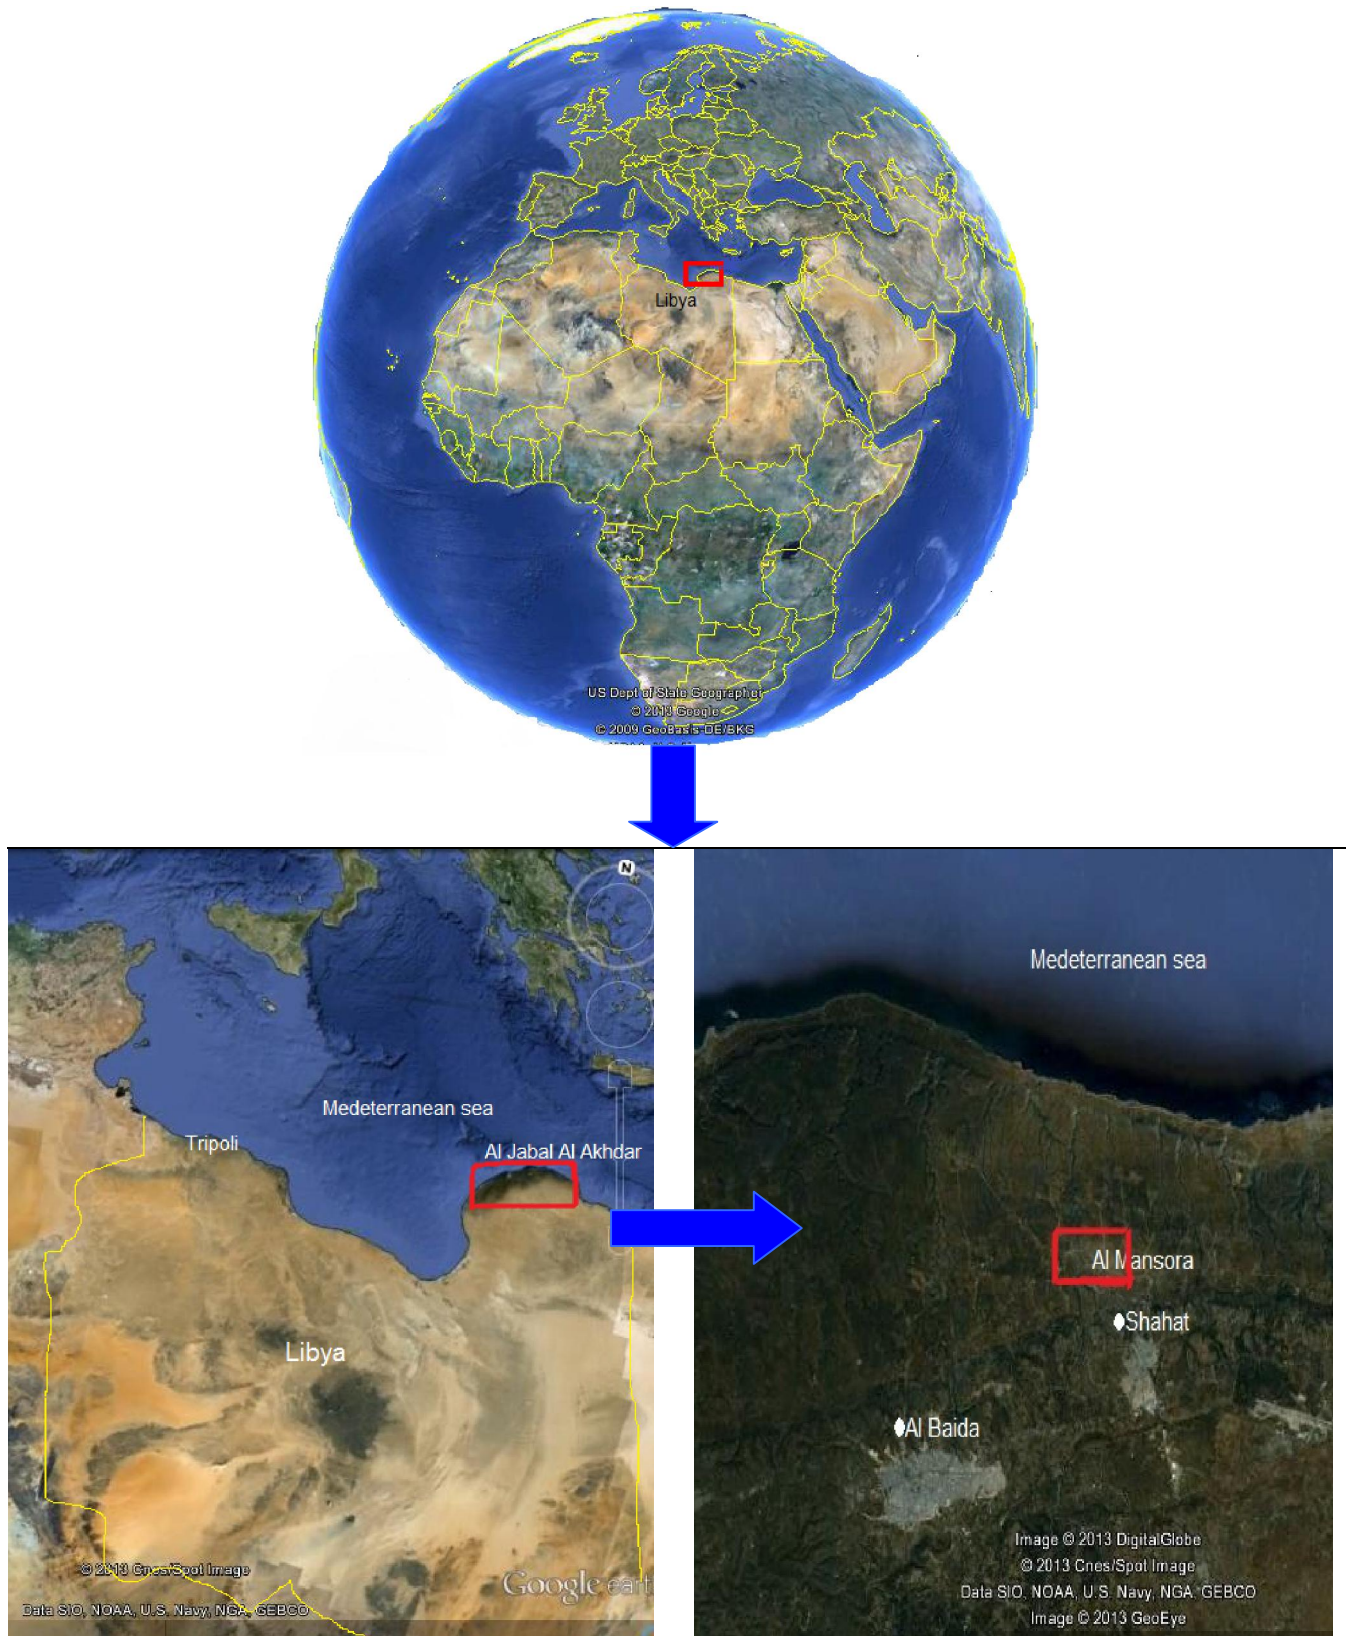 Libya
US Dept of State Geographer
© 2013 Google
© 2009 GeoBasis-DE/BKG
N
Medeterranean sea
Tripoli
Al Jabal Al Akhdar
Libya
© 2013 Cnes/Spot Image
Google eart
Data SIO, NOAA, U.S. Navy, NGA, GEBCO
Medeterranean sea
Al Mansora
Shahat
Al Baida
Image © 2013 DigitalGlobe
© 2013 Cnes/Spot Image
Data SIO, NOAA, U.S. Navy, NGA, GEBCO
Image © 2013 GeoEye